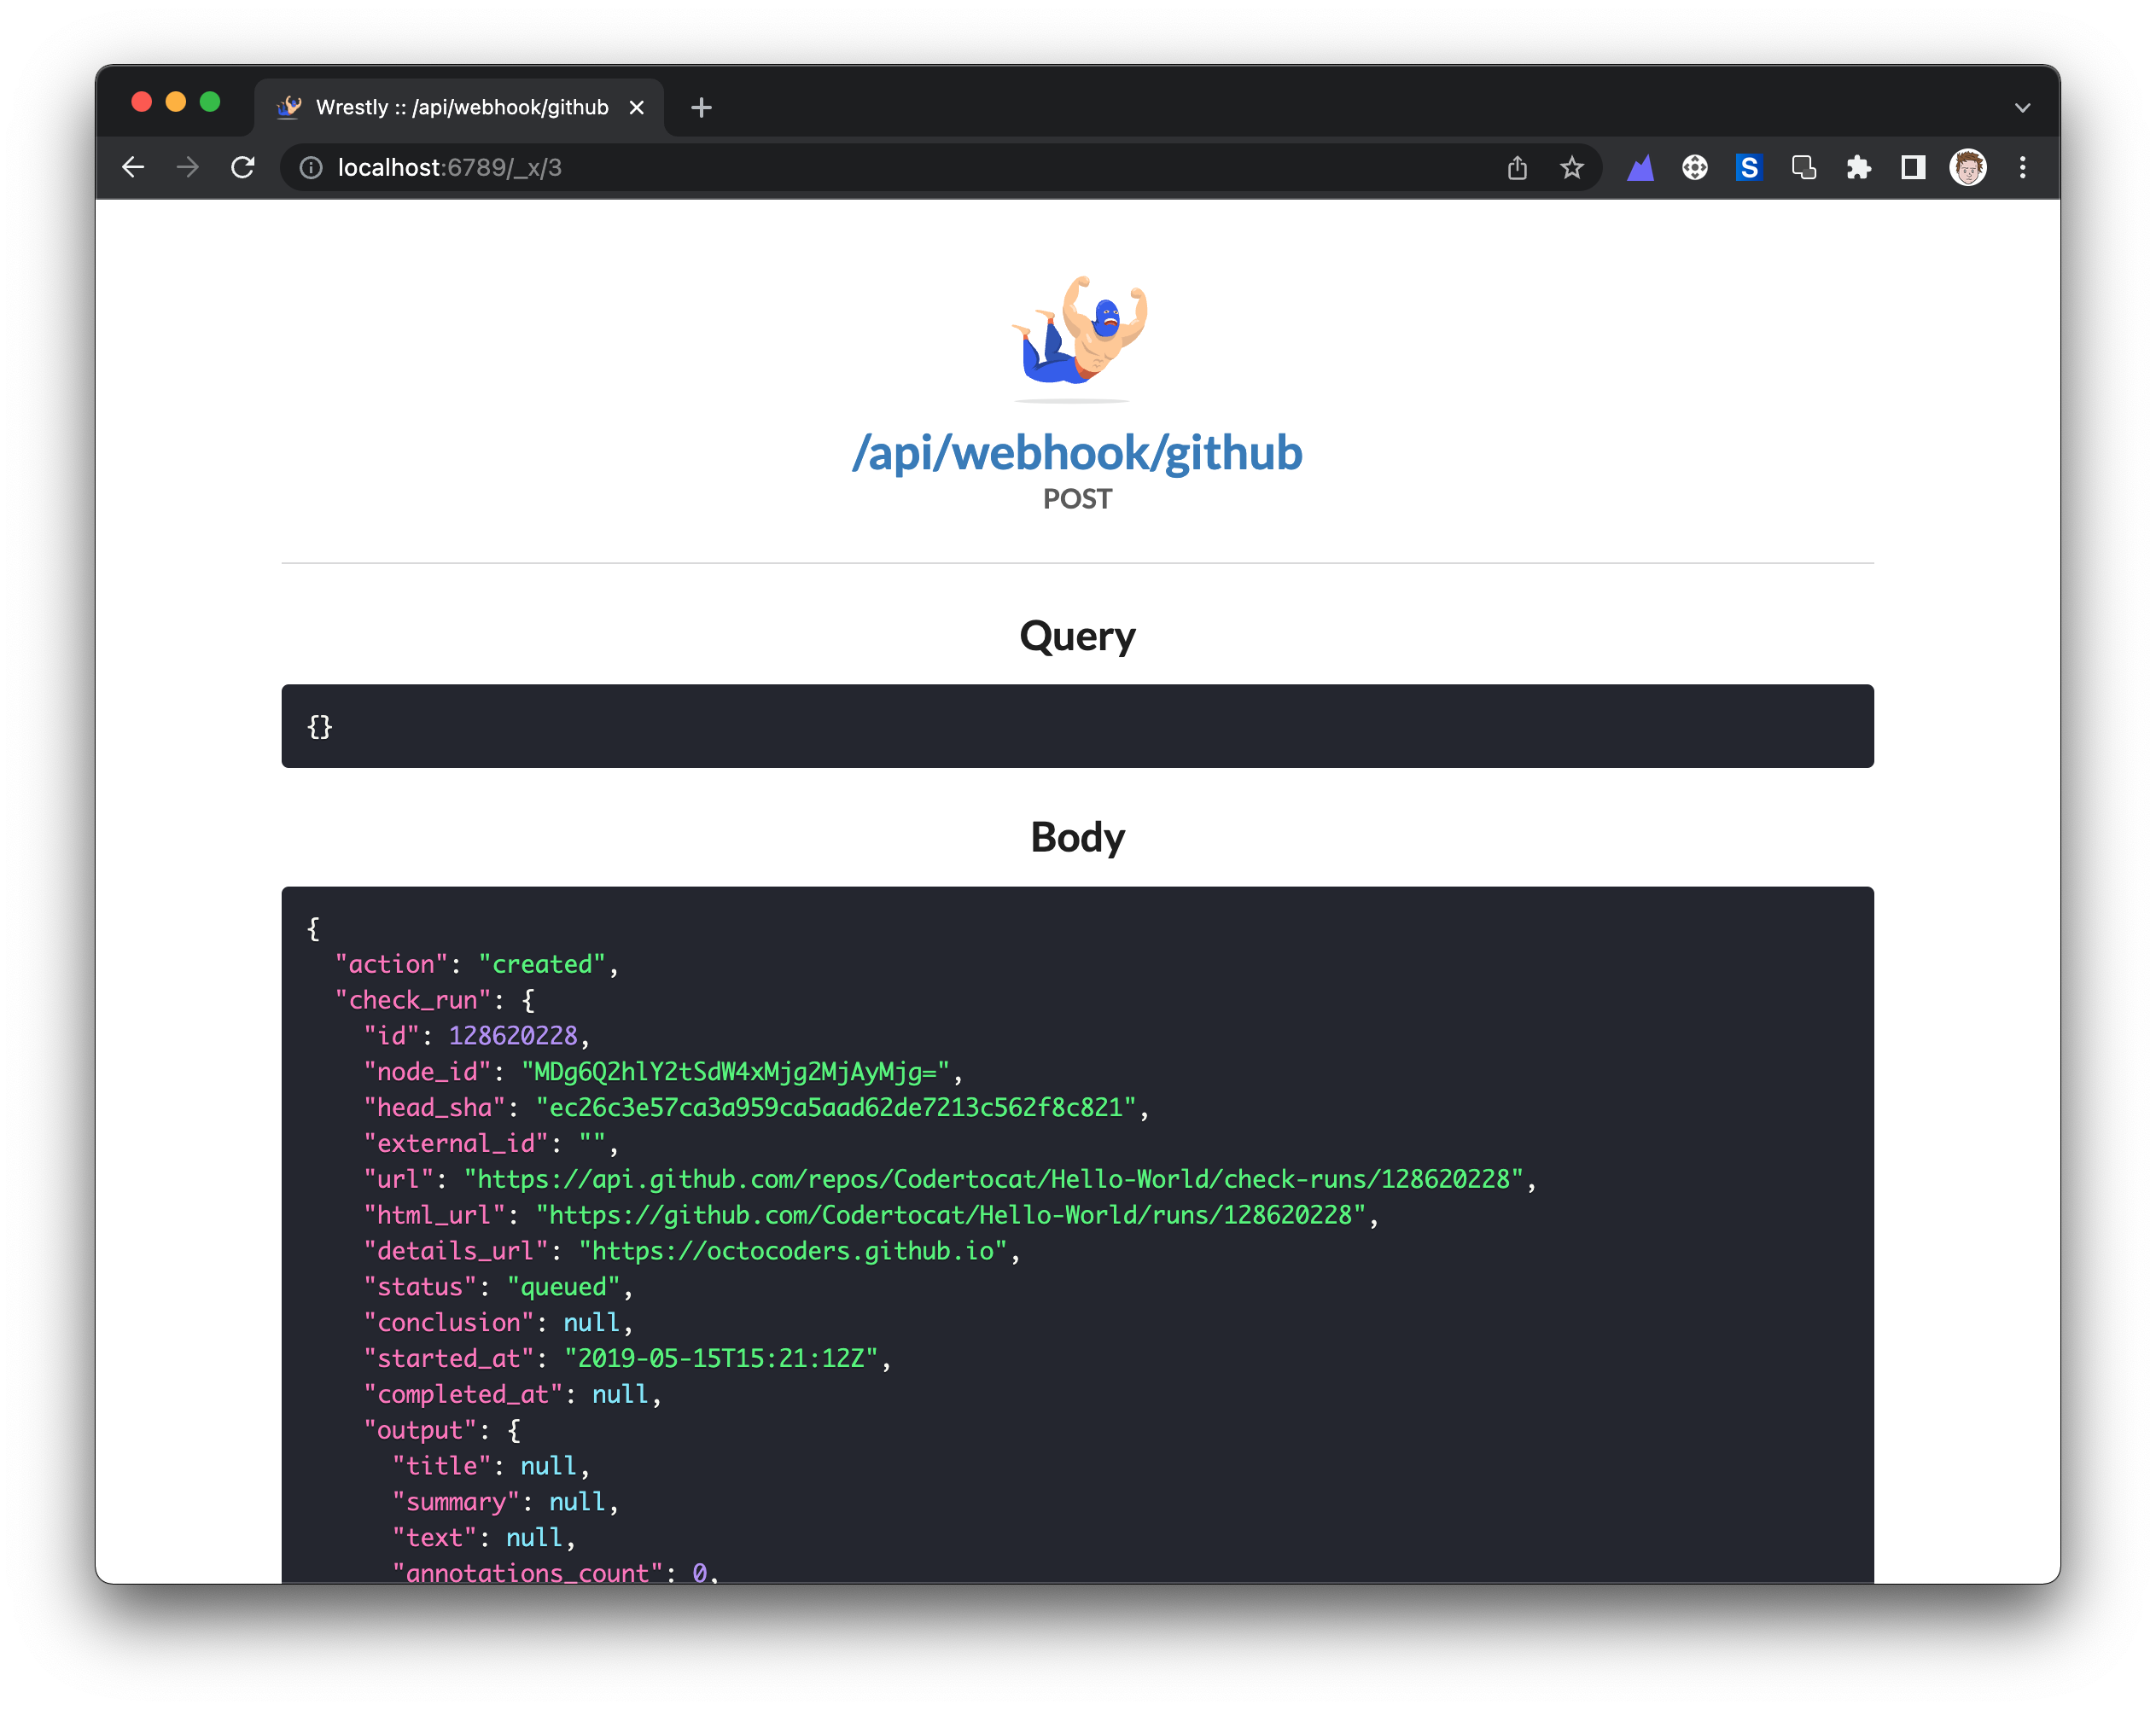 Wrestly :: /api/webhook/github
localhost:6789/_x/3
S
/api/webhook/github
POST
Query
{}
Body
{
"action": "created",
"check_run": {
"id": 128620228,
"node_id": "MDg6Q2hlY2tSdW4xMjg2MjAyMjg=",
"head_sha": "ec26c3e57ca3a959ca5aad62de7213c562f8c821",
"external_id": "",
"url": "https://api.github.com/repos/Codertocat/Hello-World/check-runs/128620228",
"html_url": "https://github.com/Codertocat/Hello-World/runs/128620228",
"details_url": "https://octocoders.github.io",
"status": "queued",
"conclusion": null,
"started_at": "2019-05-15T15:21:12Z",
"completed_at": null,
"output": {
"title": null,
"summary": null,
"text": null,
"annotations_count": 0,